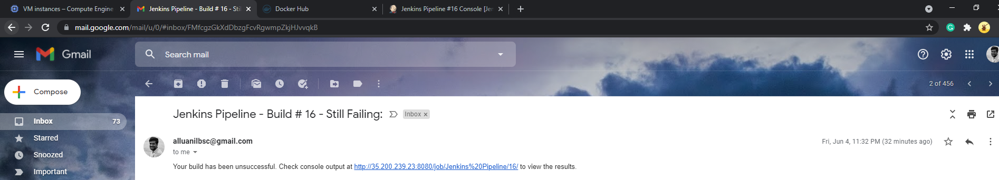 VM instances – Compute Engine
Jenkins Pipeline - Build # 16 - Stil
Docker Hub
Jenkins Pipeline #16 Console [Jen
mail.google.com/mail/u/0/#inbox/FMfcgzGkXdDbzgFcvRgwmpZkjHJvvqkB
Gmail
Search mail
Compose
2 of 456
Jenkins Pipeline - Build # 16 - Still Failing:
Inbox ×
Inbox 73
Starred
Snoozed
Important
alluanilbsc@gmail.com
Fri, Jun 4, 11:32 PM (32 minutes ago)
to me
Your build has been unsuccessful. Check console output at http://35.200.239.23:8080/job/Jenkins%20Pipeline/16/ to view the results.